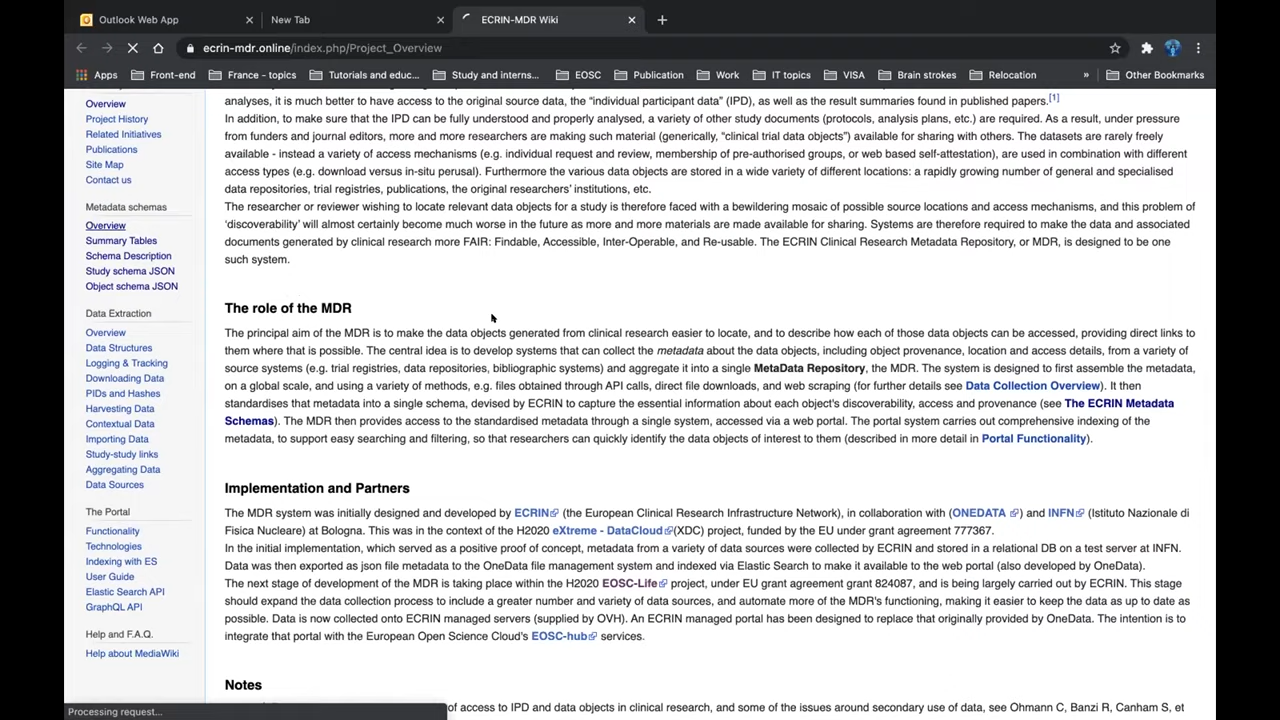 Outlook Web App
New Tab
ECRIN-MDR Wiki
ecrin-mdr.online/index.php/Project_Overview
Apps Front-end France - topics Tutorials and educ... Study and interns... EOSC Publication Work IT topics VISA Brain strokes Relocation » Other Bookmarks
Overview
Project History
Related Initiatives
Publications
Site Map
Contact us
Metadata schemas
Overview
Summary Tables
Schema Description
Study schema JSON
Object schema JSON
Data Extraction
Overview
Data Structures
Logging & Tracking
Downloading Data
PIDs and Hashes
Harvesting Data
Contextual Data
Importing Data
Study-study links
Aggregating Data
Data Sources
The Portal
Functionality
Technologies
Indexing with ES
User Guide
Elastic Search API
GraphQL API
Help and F.A.Q.
Help about MediaWiki
analyses, it is much better to have access to the original source data, the “individual participant data” (IPD), as well as the result summaries found in published papers.[1]
In addition, to make sure that the IPD can be fully understood and properly analysed, a variety of other study documents (protocols, analysis plans, etc.) are required. As a result, under pressure
from funders and journal editors, more and more researchers are making such material (generically, “clinical trial data objects”) available for sharing with others. The datasets are rarely freely
available - instead a variety of access mechanisms (e.g. individual request and review, membership of pre-authorised groups, or web based self-attestation), are used in combination with different
access types (e.g. download versus in-situ perusal). Furthermore the various data objects are stored in a wide variety of different locations: a rapidly growing number of general and specialised
data repositories, trial registries, publications, the original researchers’ institutions, etc.
The researcher or reviewer wishing to locate relevant data objects for a study is therefore faced with a bewildering mosaic of possible source locations and access mechanisms, and this problem of
‘discoverability’ will almost certainly become much worse in the future as more and more materials are made available for sharing. Systems are therefore required to make the data and associated
documents generated by clinical research more FAIR: Findable, Accessible, Inter-Operable, and Re-usable. The ECRIN Clinical Research Metadata Repository, or MDR, is designed to be one
such system.
The role of the MDR
The principal aim of the MDR is to make the data objects generated from clinical research easier to locate, and to describe how each of those data objects can be accessed, providing direct links to
them where that is possible. The central idea is to develop systems that can collect the metadata about the data objects, including object provenance, location and access details, from a variety of
source systems (e.g. trial registries, data repositories, bibliographic systems) and aggregate it into a single MetaData Repository, the MDR. The system is designed to first assemble the metadata,
on a global scale, and using a variety of methods, e.g. files obtained through API calls, direct file downloads, and web scraping (for further details see Data Collection Overview). It then
standardises that metadata into a single schema, devised by ECRIN to capture the essential information about each object's discoverability, access and provenance (see The ECRIN Metadata
Schemas). The MDR then provides access to the standardised metadata through a single system, accessed via a web portal. The portal system carries out comprehensive indexing of the
metadata, to support easy searching and filtering, so that researchers can quickly identify the data objects of interest to them (described in more detail in Portal Functionality).
Implementation and Partners
The MDR system was initially designed and developed by ECRIN (the European Clinical Research Infrastructure Network), in collaboration with (ONEDATA ) and INFN (Istituto Nazionale di
Fisica Nucleare) at Bologna. This was in the context of the H2020 eXtreme - DataCloud(XDC) project, funded by the EU under grant agreement 777367.
In the initial implementation, which served as a positive proof of concept, metadata from a variety of data sources were collected by ECRIN and stored in a relational DB on a test server at INFN.
Data was then exported as json file metadata to the OneData file management system and indexed via Elastic Search to make it available to the web portal (also developed by OneData).
The next stage of development of the MDR is taking place within the H2020 EOSC-Life project, under EU grant agreement grant 824087, and is being largely carried out by ECRIN. This stage
should expand the data collection process to include a greater number and variety of data sources, and automate more of the MDR's functioning, making it easier to keep the data as up to date as
possible. Data is now collected onto ECRIN managed servers (supplied by OVH). An ECRIN managed portal has been designed to replace that originally provided by OneData. The intention is to
integrate that portal with the European Open Science Cloud's EOSC-hub services.
Notes
of access to IPD and data objects in clinical research, and some of the issues around secondary use of data, see Ohmann C, Banzi R, Canham S, et
Processing request...